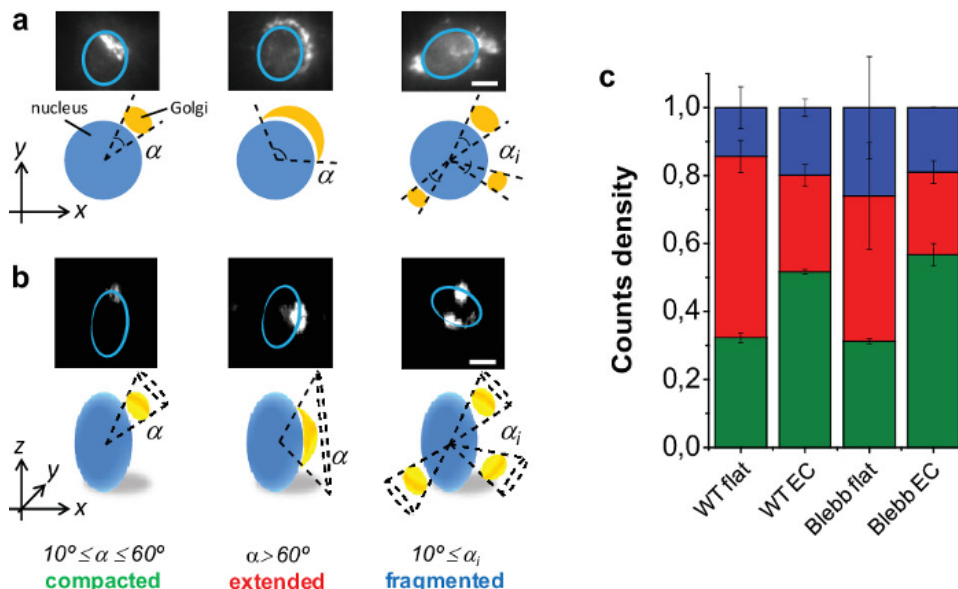 a
nucleus
Golgi
α
α
αi
y
x
b
α
α
αi
z
y
x
10º ≤ α ≤ 60º
compacted
α > 60º
extended
10º ≤ αi
fragmented
c
Counts density
1,0
0,8
0,6
0,4
0,2
0,0
WT flat
WT EC
Blebb flat
Blebb EC